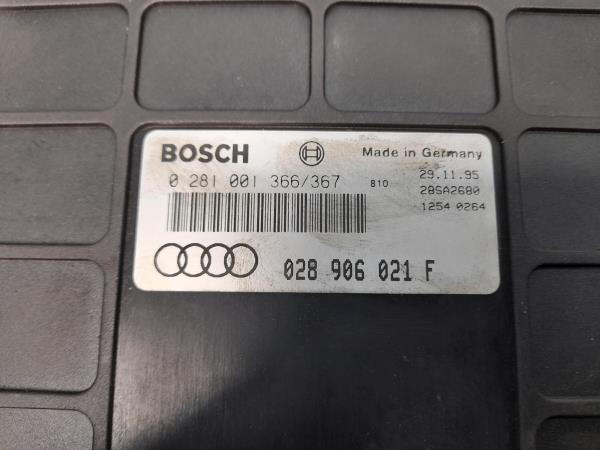 BOSCH
Made in Germany
0 281 001 366/367 810
29.11.95
28SA2680
1254 0264
028 906 021 F